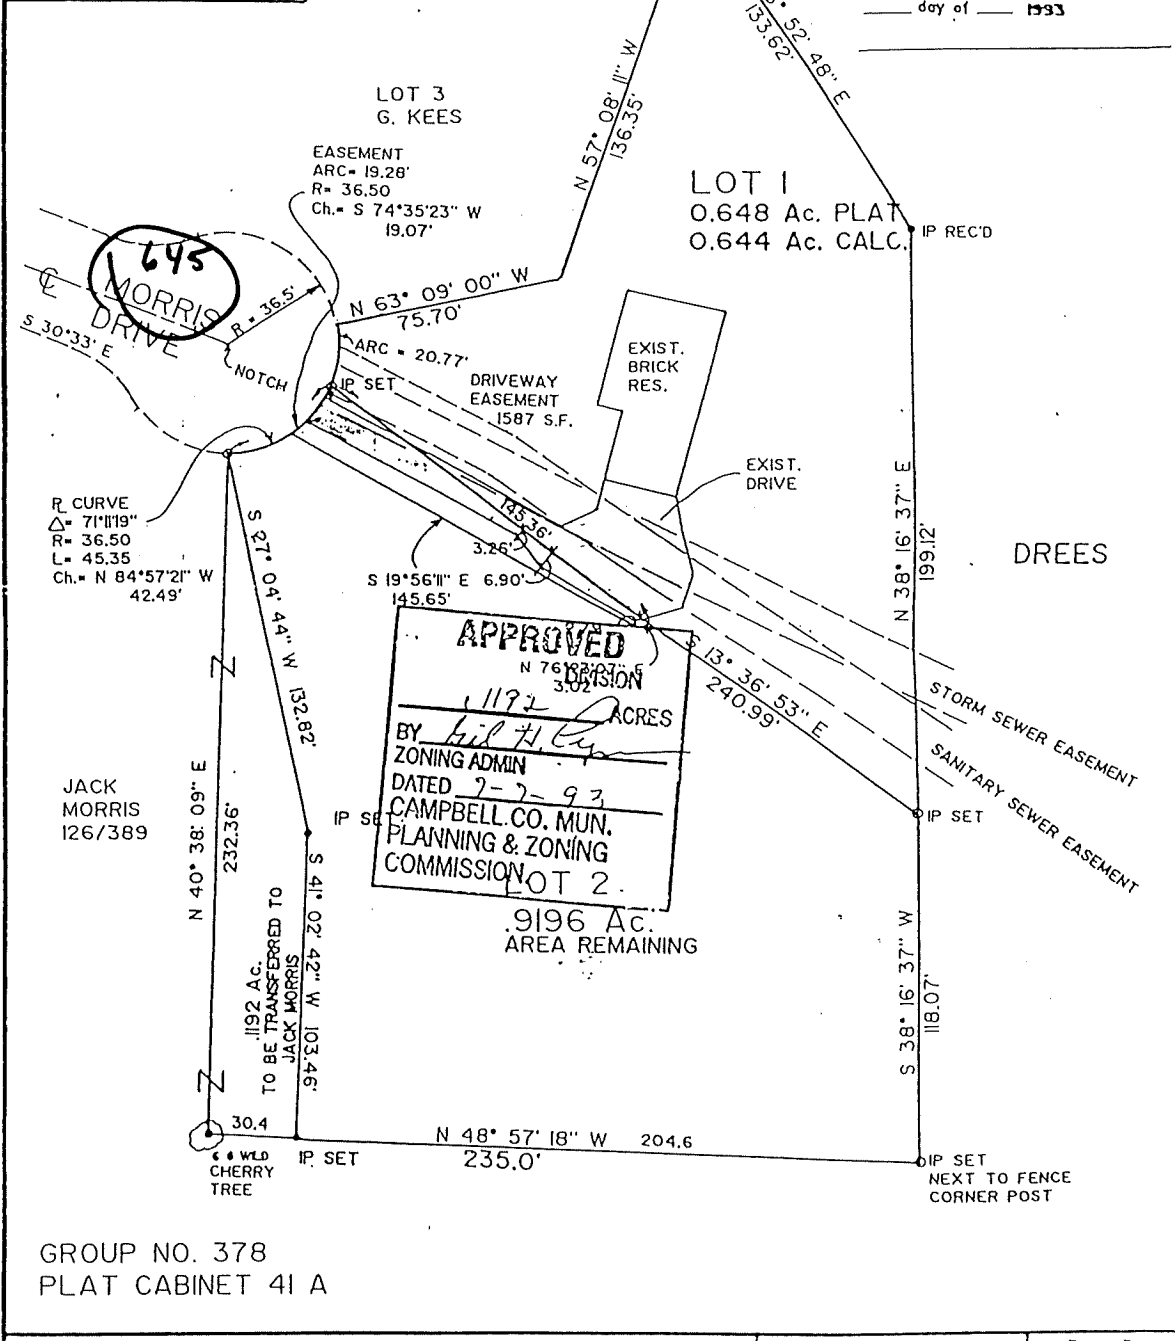 day of 1993
52' 48" E
133.62'
N 57° 08' 11" W
136.35'
LOT 3
G. KEES
EASEMENT
ARC= 19.28'
R= 36.50
Ch.= S 74°35'23" W
19.07'
LOT 1
0.648 Ac. PLAT
0.644 Ac. CALC.
IP REC'D
645
MORRIS
DRIVE
R = 36.5'
S 30°33' E
NOTCH
N 63° 09' 00" W
75.70'
ARC = 20.77'
IP SET
DRIVEWAY
EASEMENT
1587 S.F.
EXIST.
BRICK
RES.
EXIST.
DRIVE
N 38° 16' 37" E
199.12'
DREES
R CURVE
Δ= 71°11'19"
R= 36.50
L= 45.35
Ch.= N 84°57'21" W
42.49'
S 27° 04' 44" W 132.82'
145.36'
3.26'
S 19°56'11" E 6.90'
145.65'
APPROVED
N 76°23'07" E
3.02'
DIVISION
.1192 ACRES
BY
ZONING ADMIN
DATED 7-7-93
CAMPBELL CO. MUN.
PLANNING & ZONING
COMMISSION
S 13° 36' 53" E
240.99'
STORM SEWER EASEMENT
SANITARY SEWER EASEMENT
JACK
MORRIS
126/389
N 40° 38' 09" E
232.36'
IP SET
IP SET
LOT 2
.9196 Ac.
AREA REMAINING
.1192 Ac.
TO BE TRANSFERRED TO
JACK MORRIS
S 41° 02' 42" W 103.46'
S 38° 16' 37" W
118.07'
30.4
N 48° 57' 18" W 204.6
235.0'
WLD
CHERRY
TREE
IP SET
IP SET
NEXT TO FENCE
CORNER POST
GROUP NO. 378
PLAT CABINET 41 A